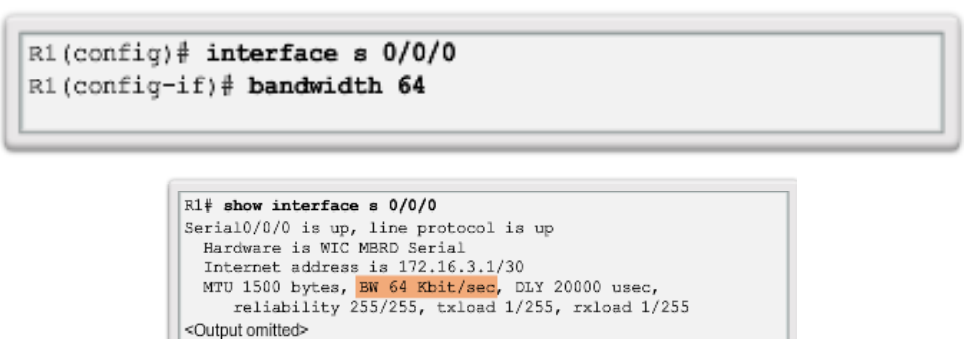 R1(config)# interface s 0/0/0
R1(config-if)# bandwidth 64
R1# show interface s 0/0/0
Serial0/0/0 is up, line protocol is up
Hardware is WIC MBRD Serial
Internet address is 172.16.3.1/30
MTU 1500 bytes, BW 64 Kbit/sec, DLY 20000 usec,
reliability 255/255, txload 1/255, rxload 1/255
<Output omitted>